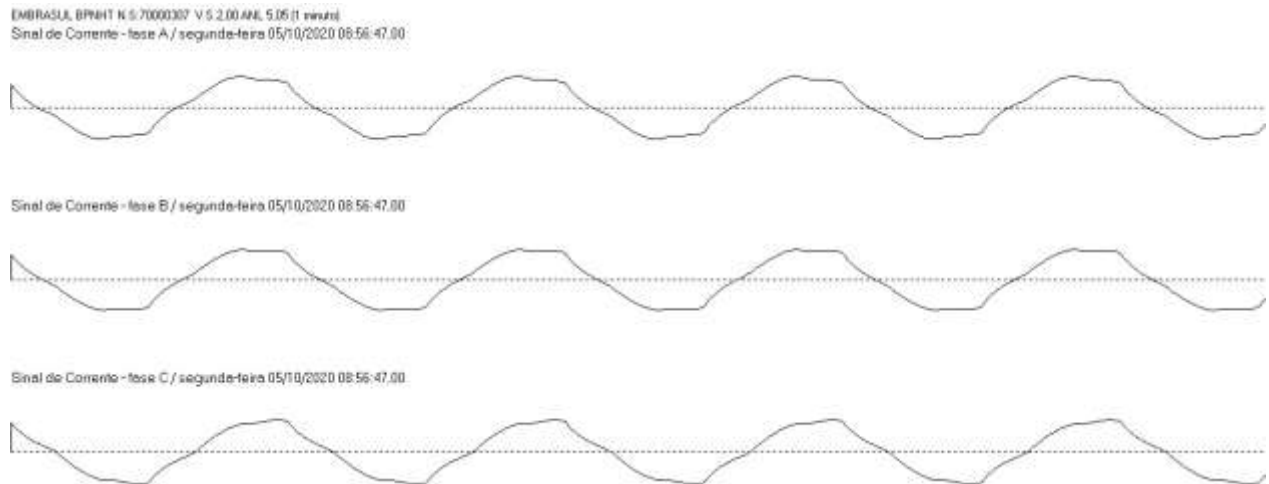 EMBRASUL BPNHT N.S:70000307 V.S 2.00 ANL 5.05 (1 minuto)
Sinal de Corrente - fase A / segunda-feira 05/10/2020 08:56:47.00
Sinal de Corrente - fase B / segunda-feira 05/10/2020 08:56:47.00
Sinal de Corrente - fase C / segunda-feira 05/10/2020 08:56:47.00